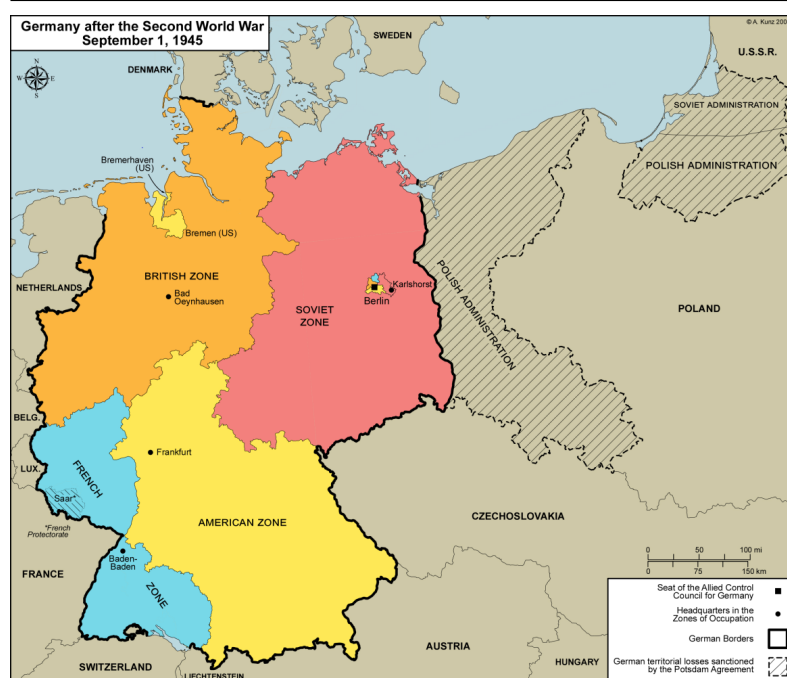 Germany after the Second World War
September 1, 1945
SWEDEN
U.S.S.R.
DENMARK
N
W
E
S
SOVIET ADMINISTRATION
POLISH ADMINISTRATION
Bremerhaven
(US)
Bremen (US)
BRITISH ZONE
NETHERLANDS
Bad
Oeynhausen
Karlshorst
Berlin
SOVIET
ZONE
POLISH ADMINISTRATION
POLAND
BELG.
LUX.
Frankfurt
FRENCH
Saar*
*French
Protectorate
AMERICAN ZONE
CZECHOSLOVAKIA
Baden-
Baden
FRANCE
ZONE
0 50 100 mi
0 75 150 km
AUSTRIA
HUNGARY
SWITZERLAND
LIECHTENSTEIN
Seat of the Allied Control
Council for Germany
Headquarters in the
Zones of Occupation
German Borders
German territorial losses sanctioned
by the Potsdam Agreement